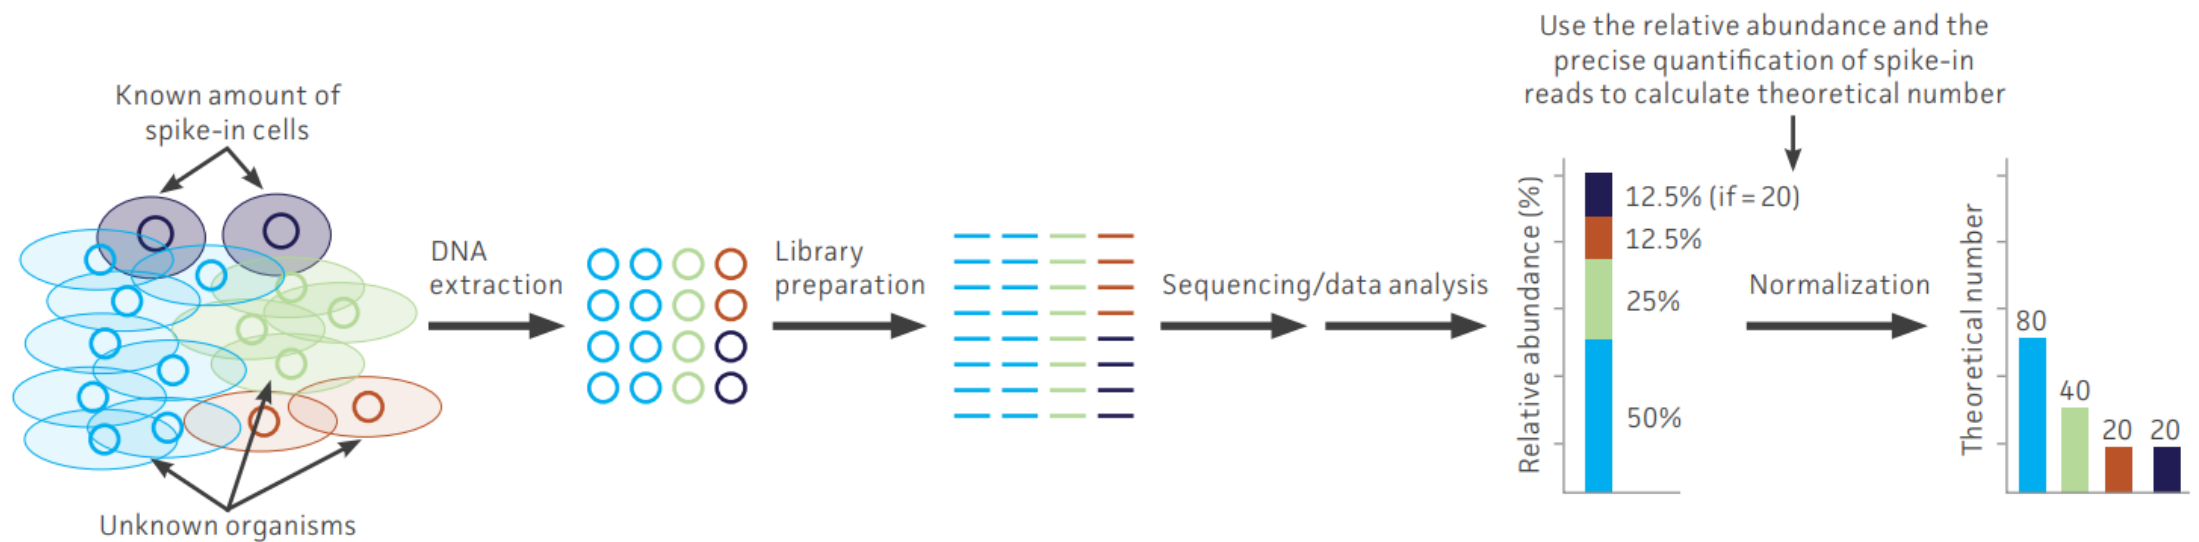 Use the relative abundance and the
precise quantification of spike-in
reads to calculate theoretical number
Known amount of
spike-in cells
DNA
extraction
Library
preparation
Sequencing/data analysis
Relative abundance (%)
12.5% (if = 20)
12.5%
25%
50%
Normalization
Theoretical number
80
40
20 20
Unknown organisms